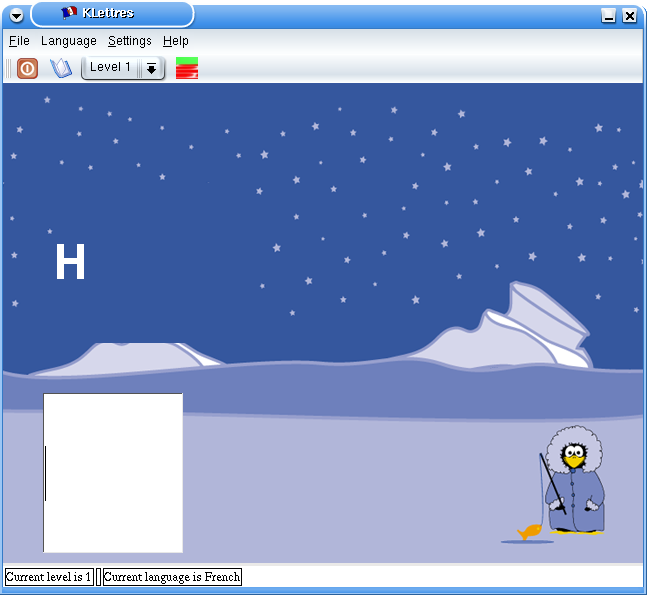 KLettres
File Language Settings Help
Level 1
H
Current level is 1 Current language is French